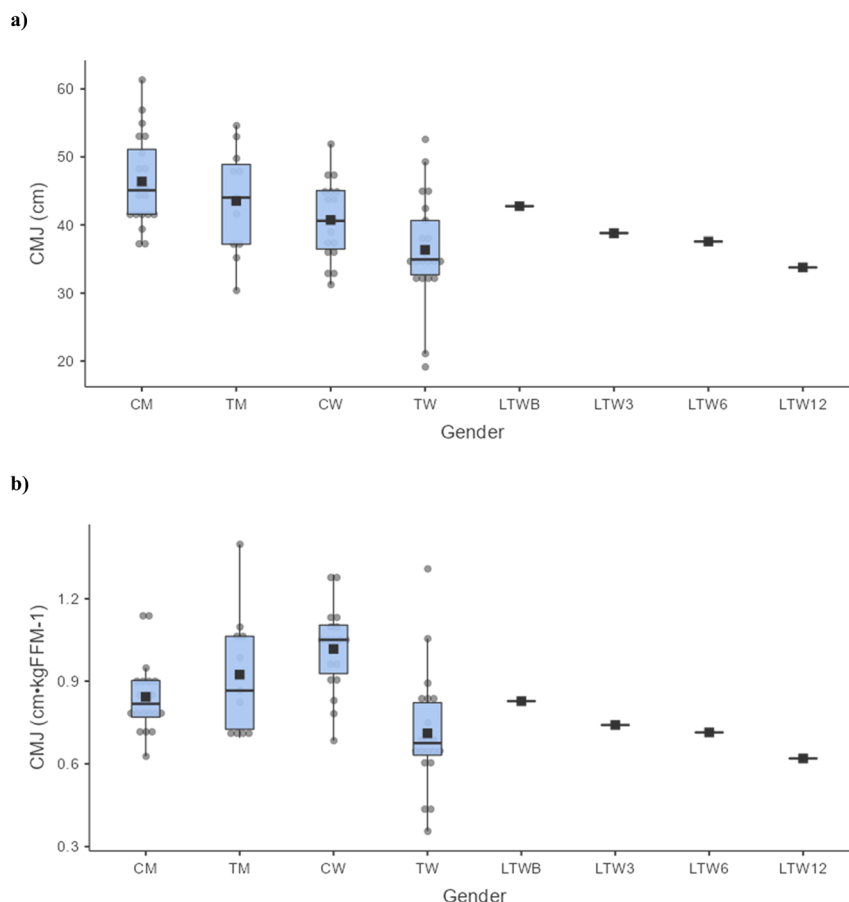 a)
CMJ (cm)
60
50
40
30
20
CM TM CW TW LTWB LTW3 LTW6 LTW12
Gender
b)
CMJ (cm•kgFFM-1)
1.2
0.9
0.6
0.3
CM TM CW TW LTWB LTW3 LTW6 LTW12
Gender